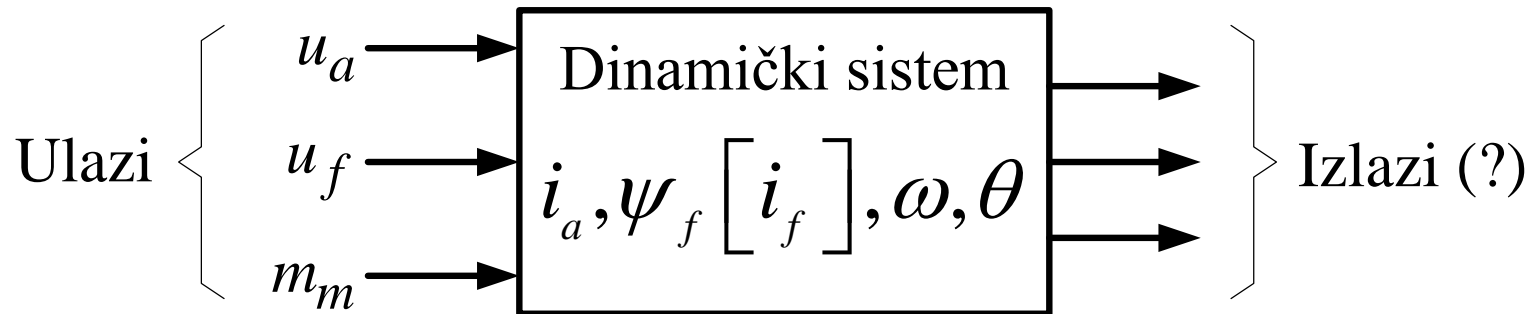 Ulazi
u_a
u_f
m_m
Dinamički sistem
i_a, ψ_f [i_f], ω, θ
Izlazi (?)